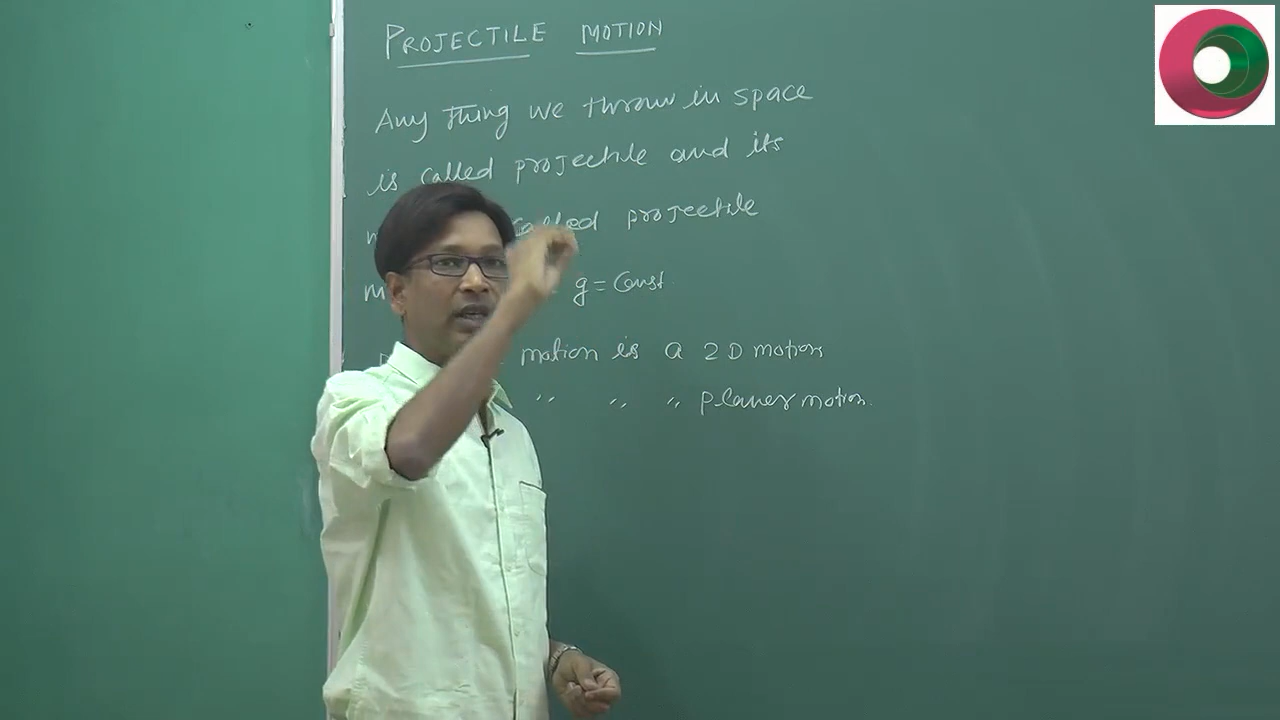 PROJECTILE MOTION
Any thing we throw in space
is called projectile and its
called projectile
g = Const.
motion is a 2D motion
" " " planer motion.